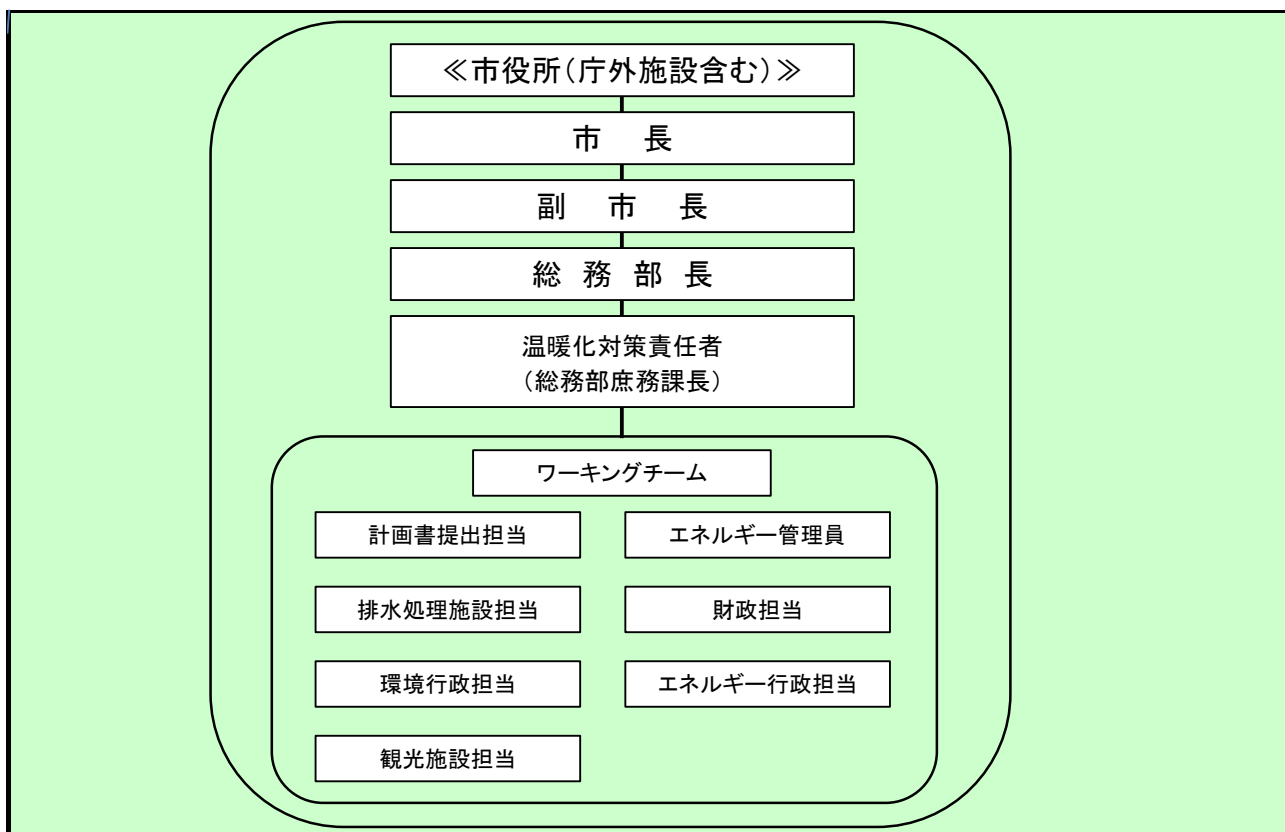 ≪市役所（庁外施設含む）≫
市　長
副　市　長
総 務 部 長
温暖化対策責任者
（総務部庶務課長）
ワーキングチーム
計画書提出担当
エネルギー管理員
排水処理施設担当
財政担当
環境行政担当
エネルギー行政担当
観光施設担当